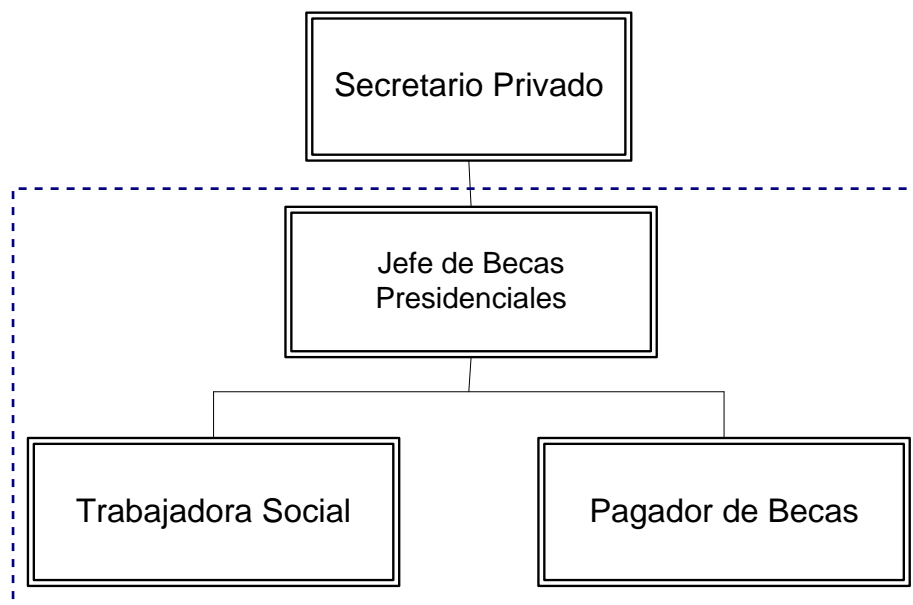 Secretario Privado
Jefe de Becas
Presidenciales
Trabajadora Social
Pagador de Becas